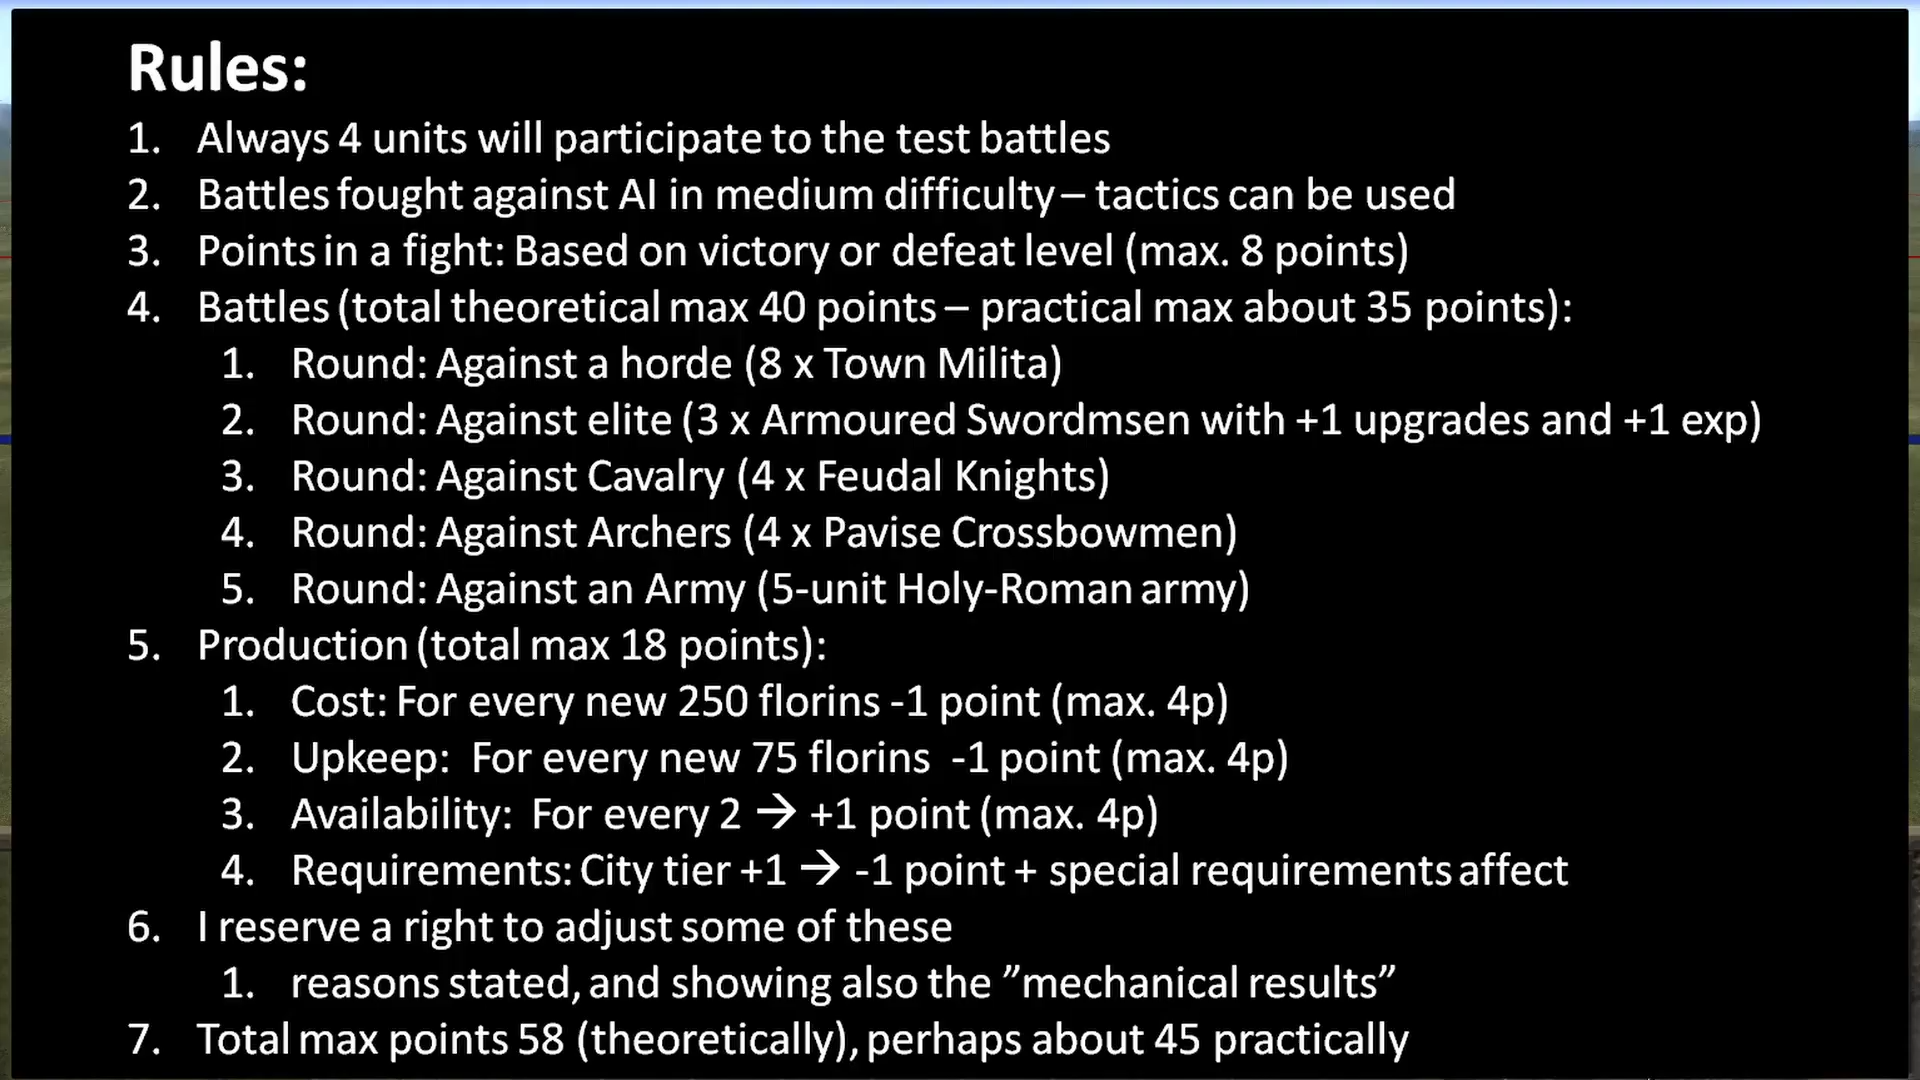 Rules:
1. Always 4 units will participate to the test battles
2. Battles fought against AI in medium difficulty – tactics can be used
3. Points in a fight: Based on victory or defeat level (max. 8 points)
4. Battles (total theoretical max 40 points – practical max about 35 points):
1. Round: Against a horde (8 x Town Milita)
2. Round: Against elite (3 x Armoured Swordmsen with +1 upgrades and +1 exp)
3. Round: Against Cavalry (4 x Feudal Knights)
4. Round: Against Archers (4 x Pavise Crossbowmen)
5. Round: Against an Army (5-unit Holy-Roman army)
5. Production (total max 18 points):
1. Cost: For every new 250 florins -1 point (max. 4p)
2. Upkeep: For every new 75 florins -1 point (max. 4p)
3. Availability: For every 2 → +1 point (max. 4p)
4. Requirements: City tier +1 → -1 point + special requirements affect
6. I reserve a right to adjust some of these
1. reasons stated, and showing also the ”mechanical results”
7. Total max points 58 (theoretically), perhaps about 45 practically